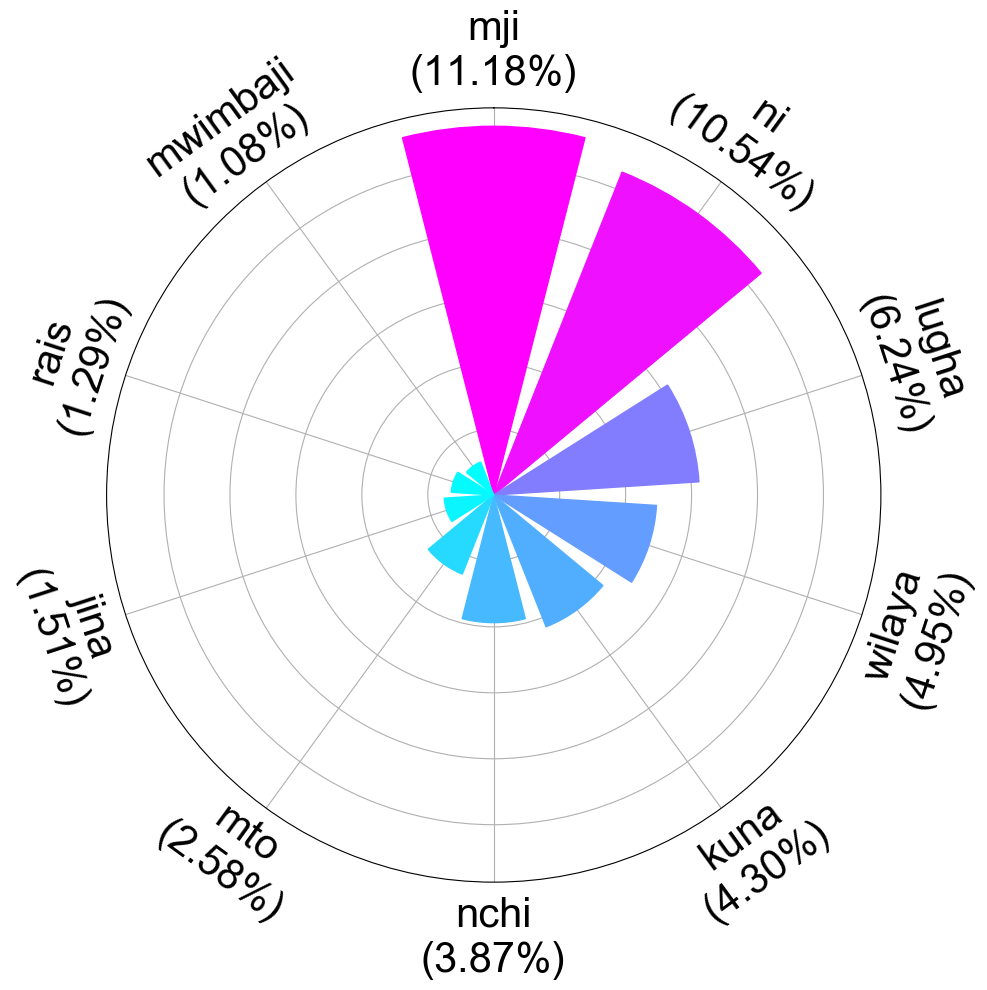 mji
(11.18%)
ni
(10.54%)
lugha
(6.24%)
wilaya
(4.95%)
kuna
(4.30%)
nchi
(3.87%)
mto
(2.58%)
jina
(1.51%)
rais
(1.29%)
mwimbaji
(1.08%)